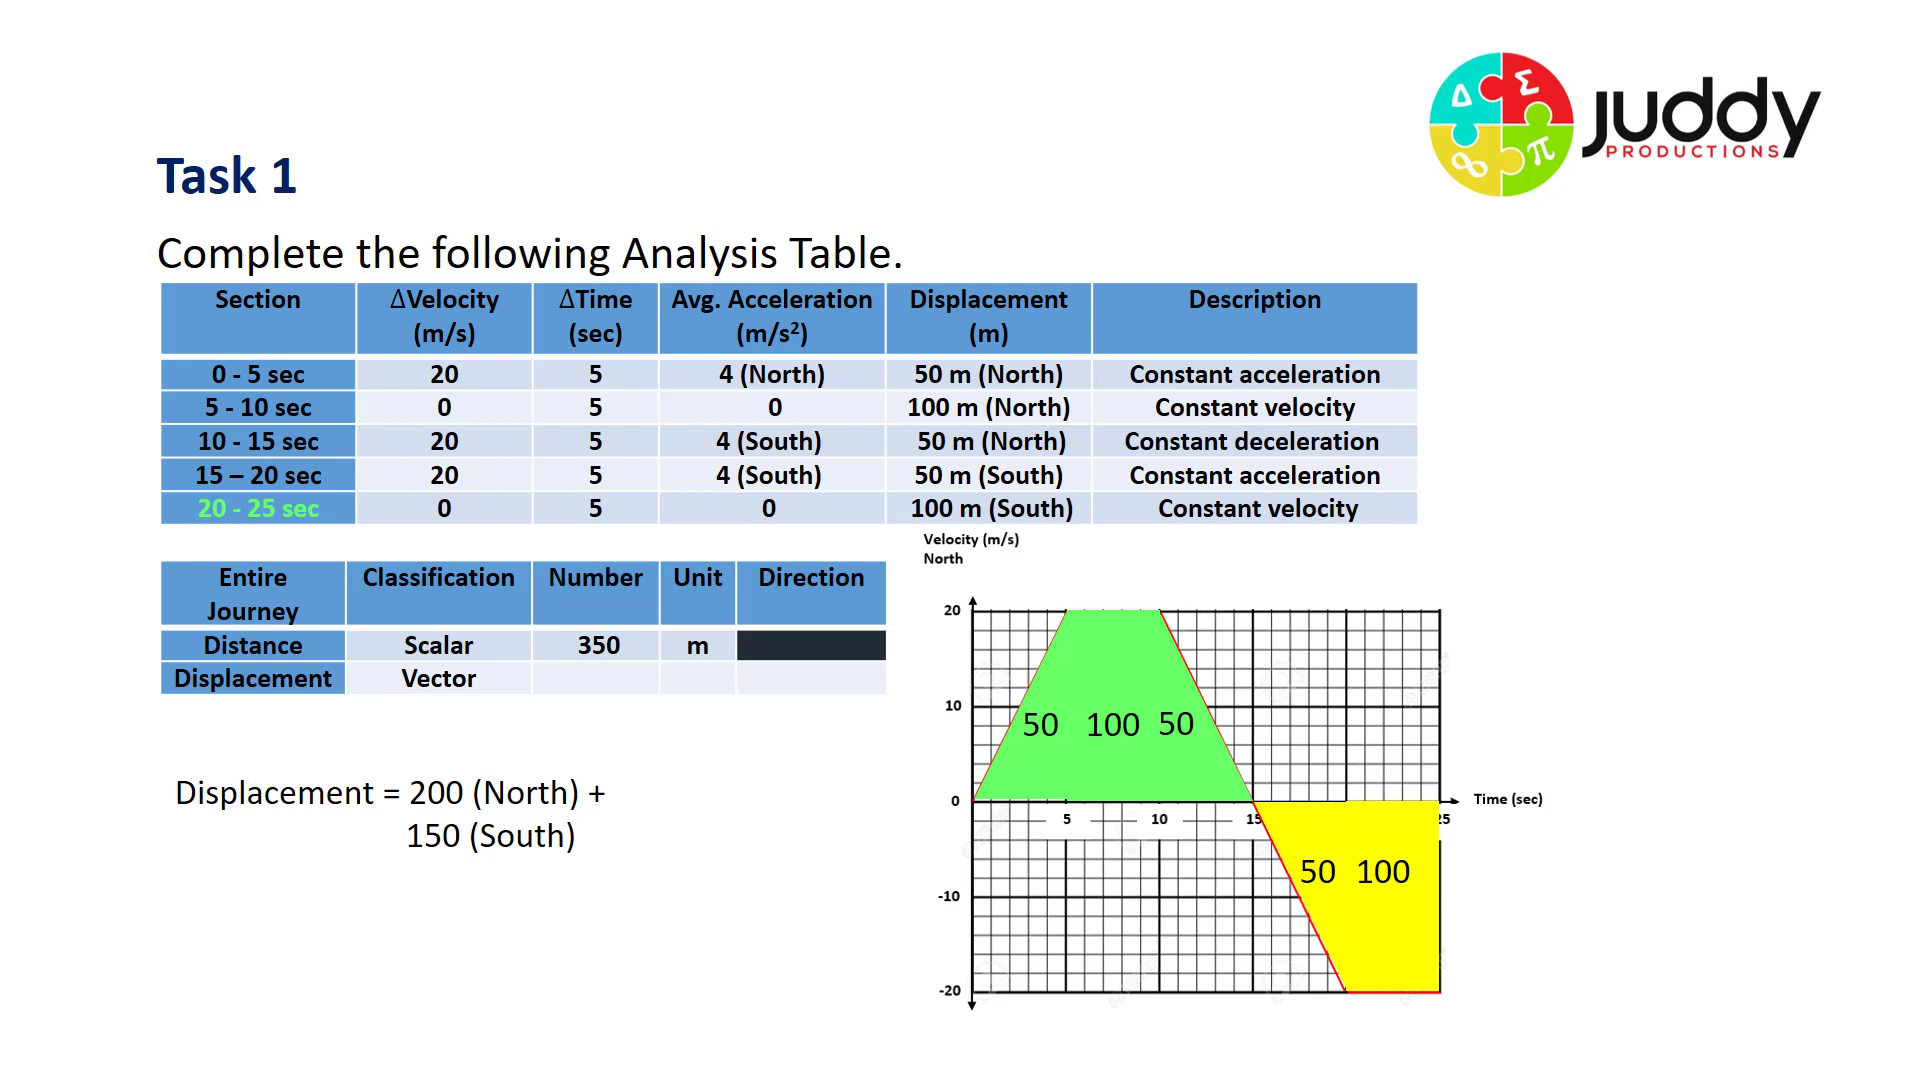 Δ Σ
∞ π
juddy
PRODUCTIONS
Task 1
Complete the following Analysis Table.
Section ΔVelocity (m/s) ΔTime (sec) Avg. Acceleration (m/s²) Displacement (m) Description
0 - 5 sec 20 5 4 (North) 50 m (North) Constant acceleration
5 - 10 sec 0 5 0 100 m (North) Constant velocity
10 - 15 sec 20 5 4 (South) 50 m (North) Constant deceleration
15 – 20 sec 20 5 4 (South) 50 m (South) Constant acceleration
20 - 25 sec 0 5 0 100 m (South) Constant velocity
Entire Journey Classification Number Unit Direction
Distance Scalar 350 m
Displacement Vector
Displacement = 200 (North) +
150 (South)
Velocity (m/s)
North
20
10
0
-10
-20
50 100 50
5 10 15 25
Time (sec)
50 100